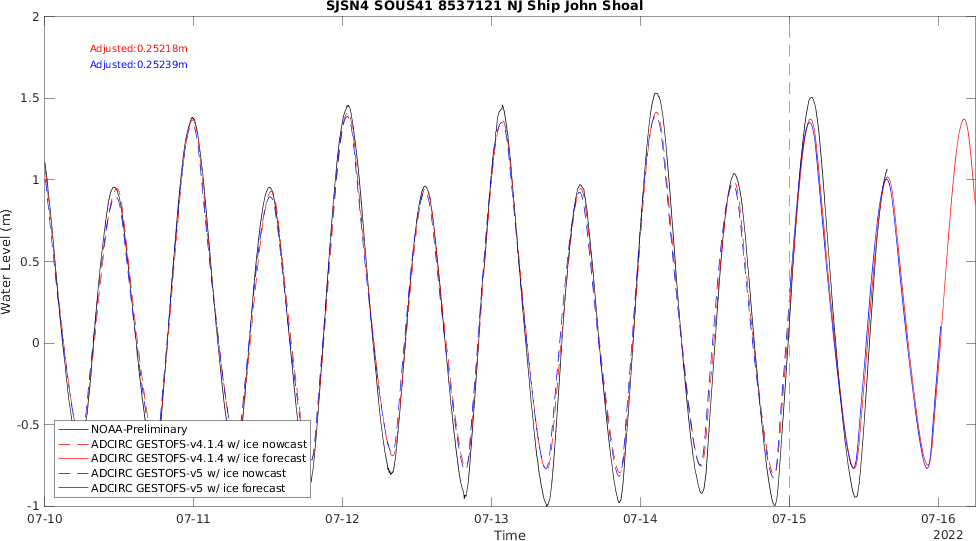 SJSN4 SOUS41 8537121 NJ Ship John Shoal
Adjusted:0.25218m
Adjusted:0.25239m
2
1.5
1
0.5
0
-0.5
-1
Water Level (m)
NOAA-Preliminary
ADCIRC GESTOFS-v4.1.4 w/ ice nowcast
ADCIRC GESTOFS-v4.1.4 w/ ice forecast
ADCIRC GESTOFS-v5 w/ ice nowcast
ADCIRC GESTOFS-v5 w/ ice forecast
07-10 07-11 07-12 07-13 07-14 07-15 07-16
Time
2022